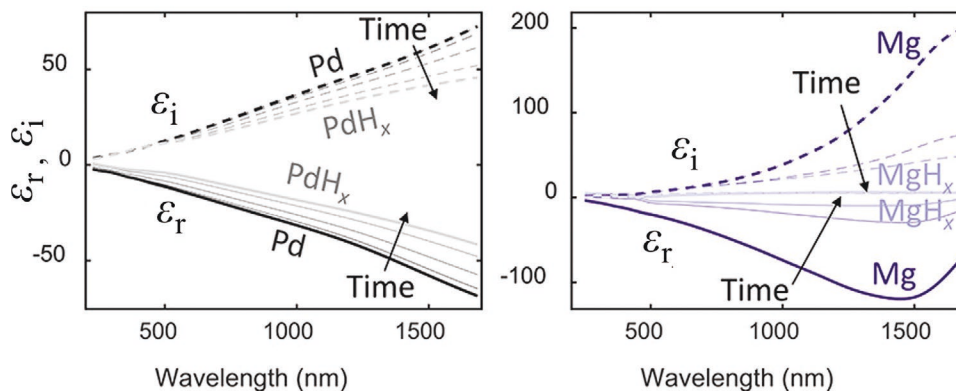 50
0
-50
εr , εi
Time
Pd
εi
PdHx
PdHx
εr
Pd
Time
500
1000
1500
Wavelength (nm)
200
100
0
-100
Mg
Time
εi
MgHx
MgHx
εr
Time
Mg
500
1000
1500
Wavelength (nm)